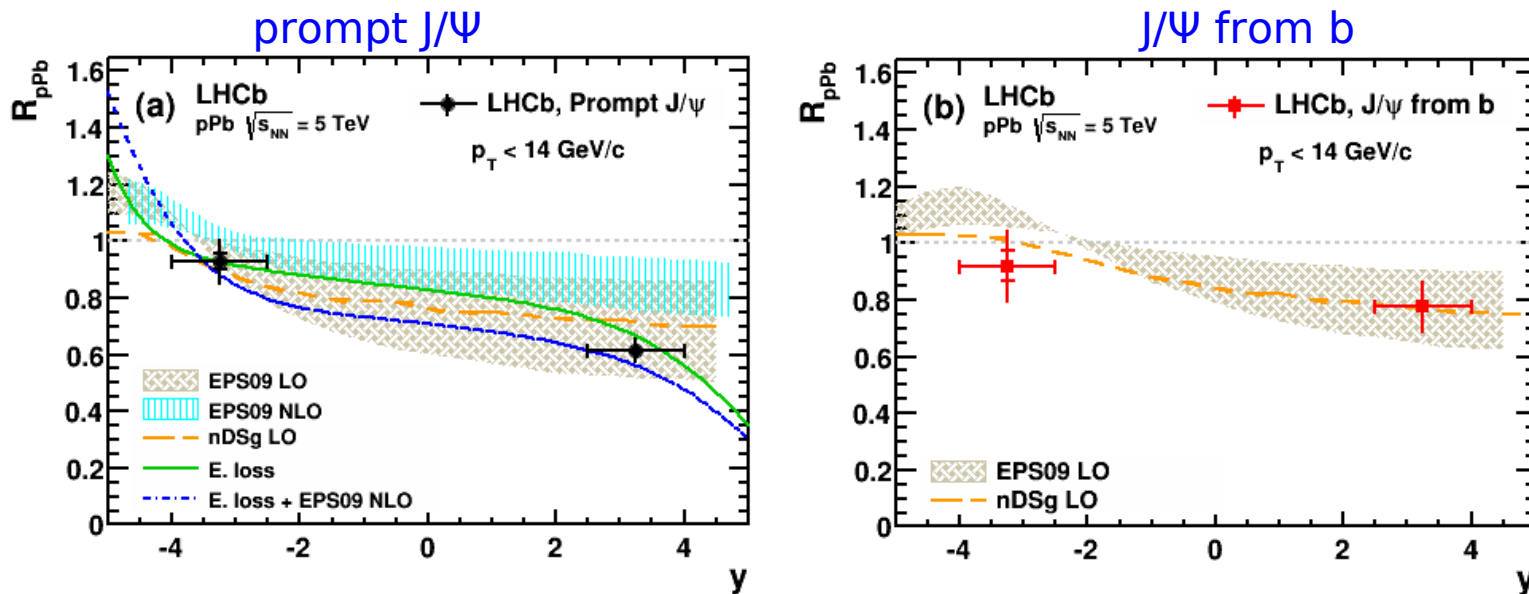 prompt J/Ψ
J/Ψ from b
R_pPb
1.6
1.4
1.2
1
0.8
0.6
0.4
0.2
0
(a)
LHCb
pPb √s_NN = 5 TeV
LHCb, Prompt J/ψ
p_T < 14 GeV/c
EPS09 LO
EPS09 NLO
nDSg LO
E. loss
E. loss + EPS09 NLO
-4 -2 0 2 4
y
R_pPb
1.6
1.4
1.2
1
0.8
0.6
0.4
0.2
0
(b)
LHCb
pPb √s_NN = 5 TeV
LHCb, J/ψ from b
p_T < 14 GeV/c
EPS09 LO
nDSg LO
-4 -2 0 2 4
y